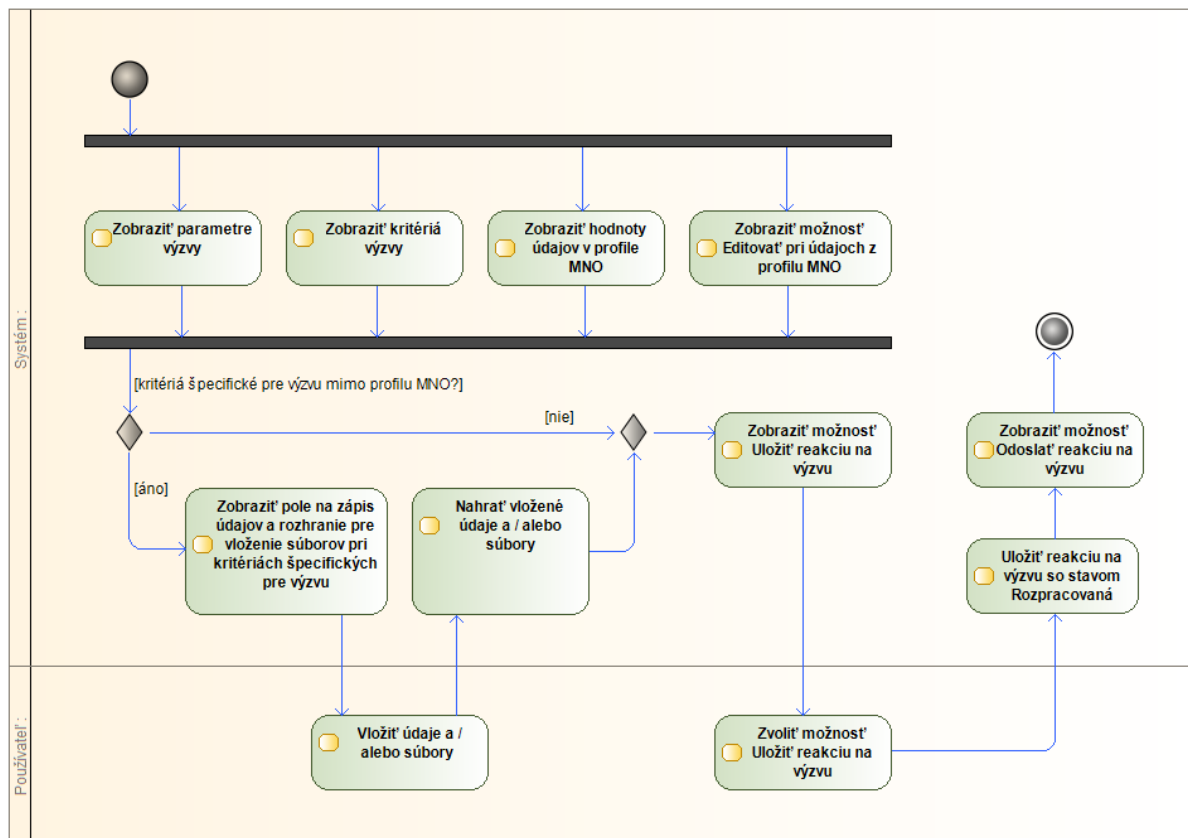 Systém :
Zobraziť parametre
výzvy
Zobraziť kritériá
výzvy
Zobraziť hodnoty
údajov v profile
MNO
Zobraziť možnosť
Editovať pri údajoch z
profilu MNO
[kritériá špecifické pre výzvu mimo profilu MNO?]
[nie]
[áno]
Zobraziť pole na zápis
údajov a rozhranie pre
vloženie súborov pri
kritériách špecifických
pre výzvu
Nahrať vložené
údaje a / alebo
súbory
Zobraziť možnosť
Uložiť reakciu na
výzvu
Zobraziť možnosť
Odoslať reakciu na
výzvu
Uložiť reakciu na
výzvu so stavom
Rozpracovaná
Používateľ :
Vložiť údaje a /
alebo súbory
Zvoliť možnosť
Uložiť reakciu na
výzvu